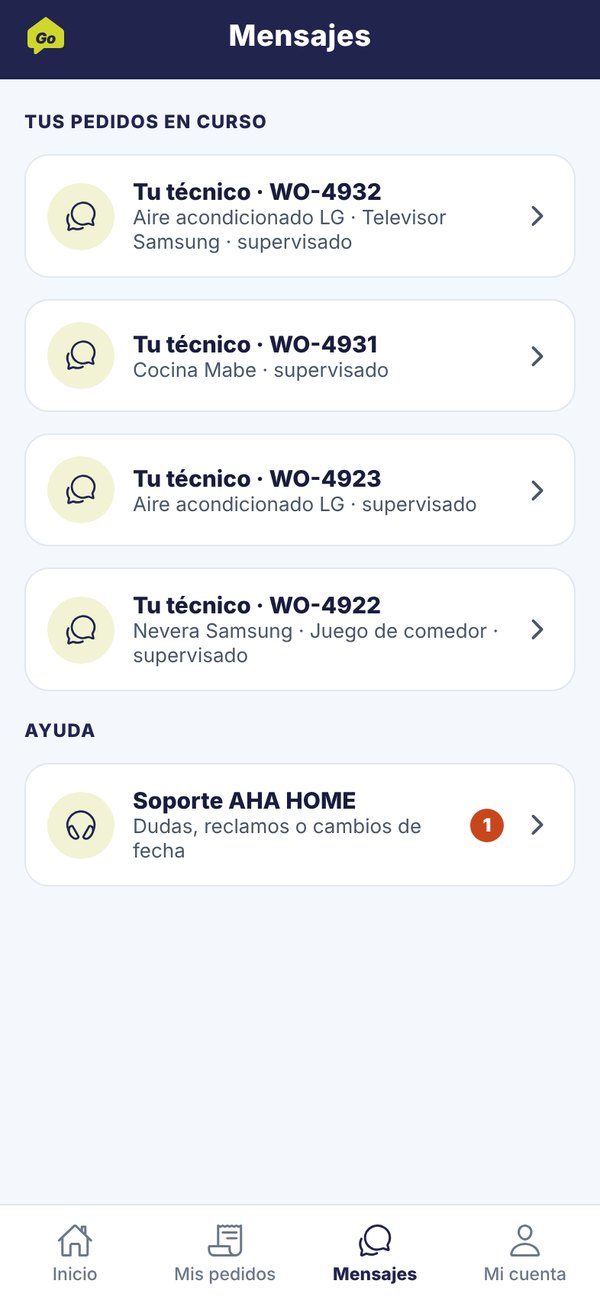 Go
Mensajes
TUS PEDIDOS EN CURSO
Tu técnico · WO-4932
Aire acondicionado LG · Televisor
Samsung · supervisado
Tu técnico · WO-4931
Cocina Mabe · supervisado
Tu técnico · WO-4923
Aire acondicionado LG · supervisado
Tu técnico · WO-4922
Nevera Samsung · Juego de comedor ·
supervisado
AYUDA
Soporte AHA HOME
Dudas, reclamos o cambios de
fecha
1
Inicio
Mis pedidos
Mensajes
Mi cuenta